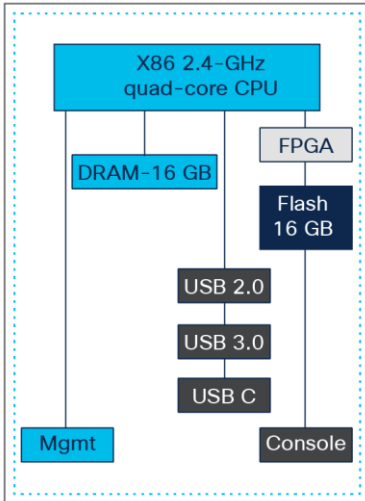 X86 2.4-GHz
quad-core CPU
FPGA
DRAM-16 GB
Flash
16 GB
USB 2.0
USB 3.0
USB C
Mgmt
Console